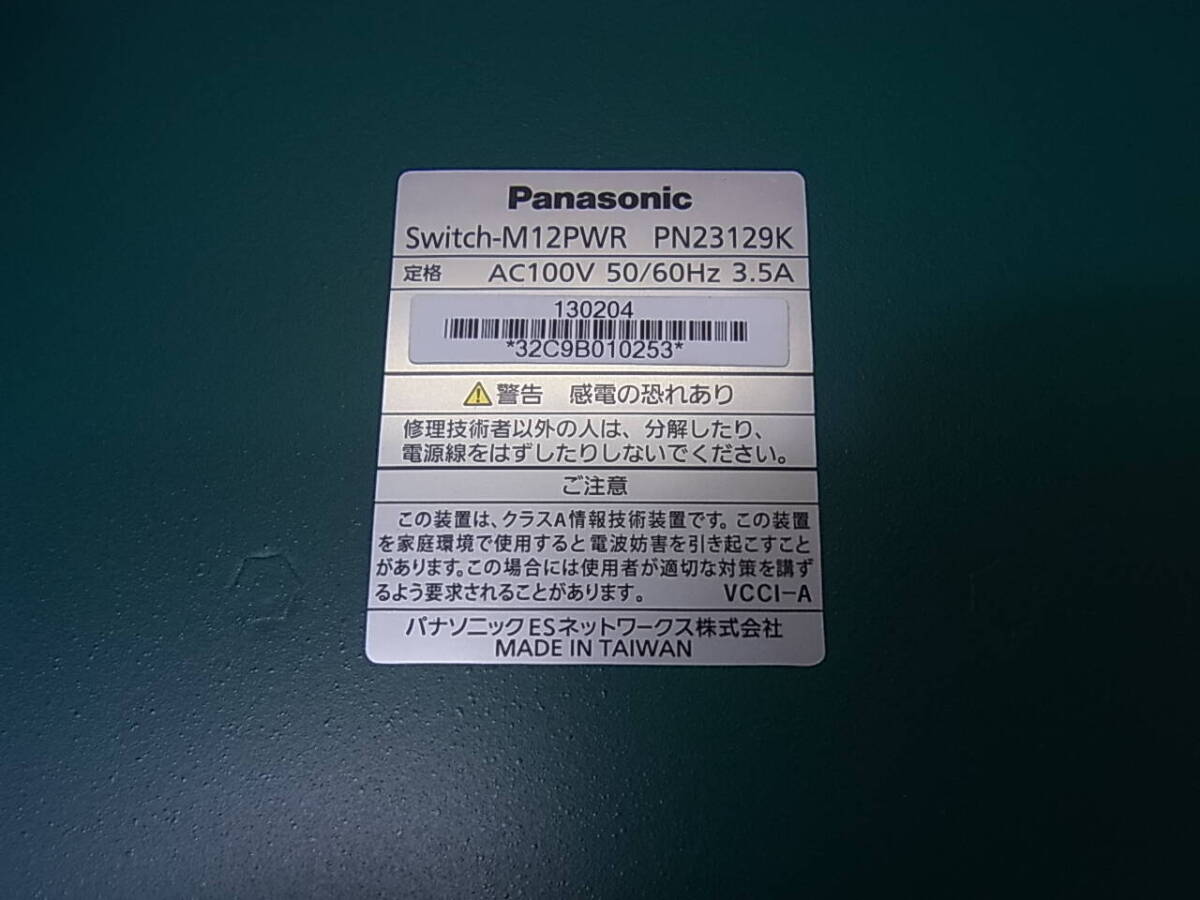 Panasonic
Switch-M12PWR PN23129K
定格 AC100V 50/60Hz 3.5A
130204
*32C9B010253*
警告 感電の恐れあり
修理技術者以外の人は、分解したり、
電源線をはずしたりしないでください。
ご注意
この装置は、クラスA情報技術装置です。この装置
を家庭環境で使用すると電波妨害を引き起こすこと
があります。この場合には使用者が適切な対策を講ず
るよう要求されることがあります。 VCCI-A
パナソニックESネットワークス株式会社
MADE IN TAIWAN